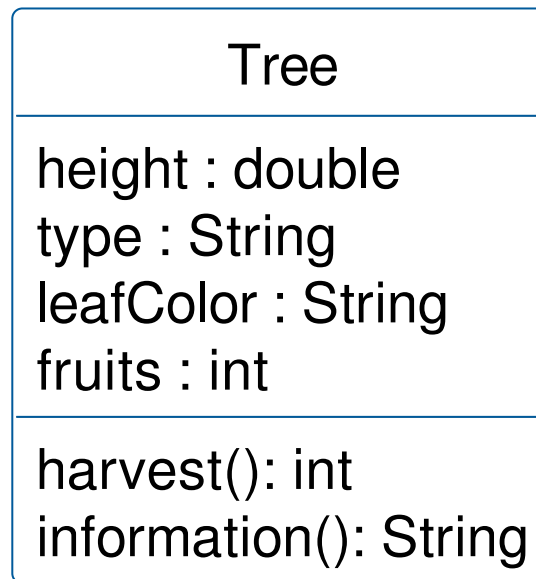 Tree
height : double
type : String
leafColor : String
fruits : int
harvest(): int
information(): String